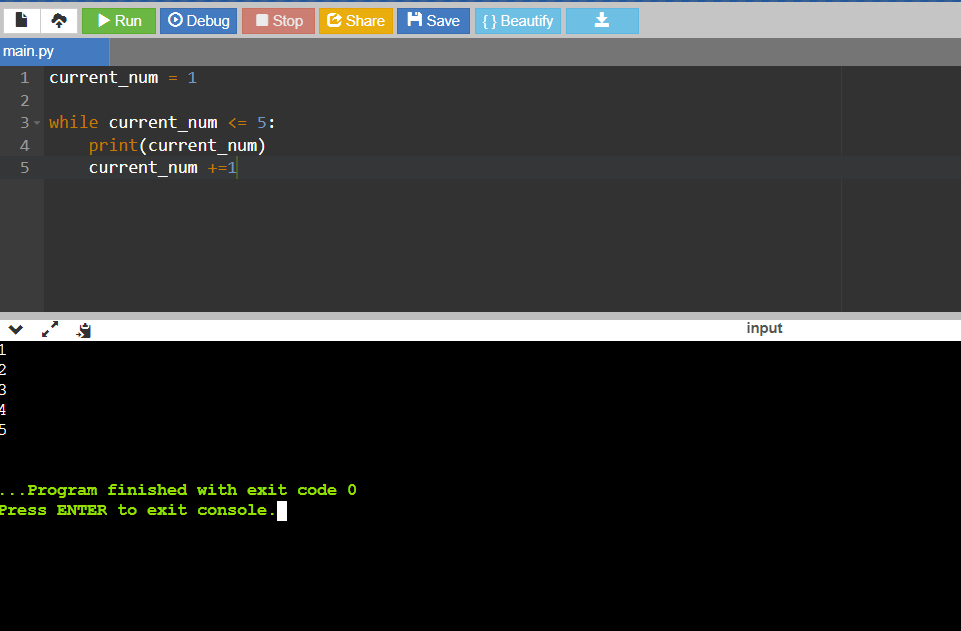 Run Debug Stop Share Save { } Beautify
main.py
1 current_num = 1
2
3 while current_num <= 5:
4     print(current_num)
5     current_num +=1
input
1
2
3
4
5
...Program finished with exit code 0
Press ENTER to exit console.